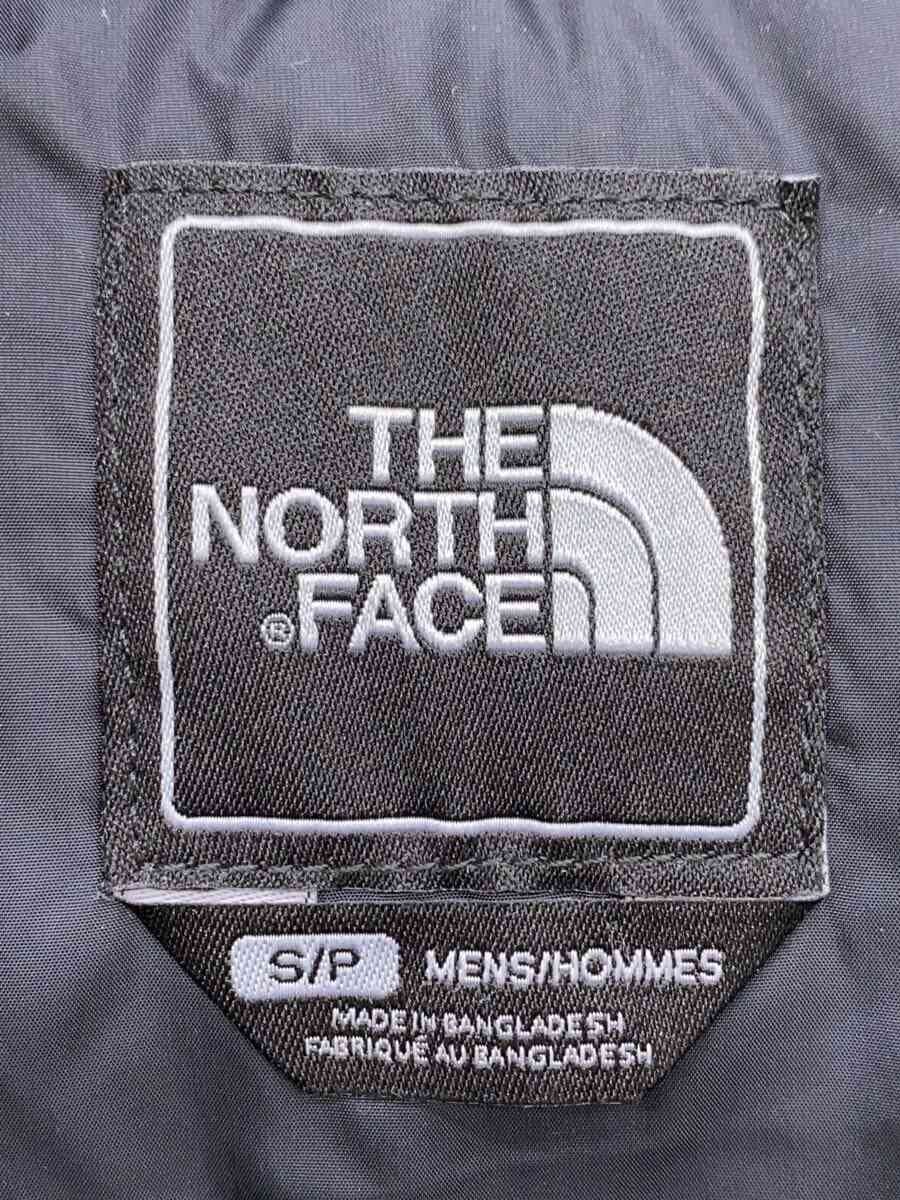 THE
NORTH
®FACE
S/P MENS/HOMMES
MADE IN BANGLADESH
FABRIQUÉ AU BANGLADESH